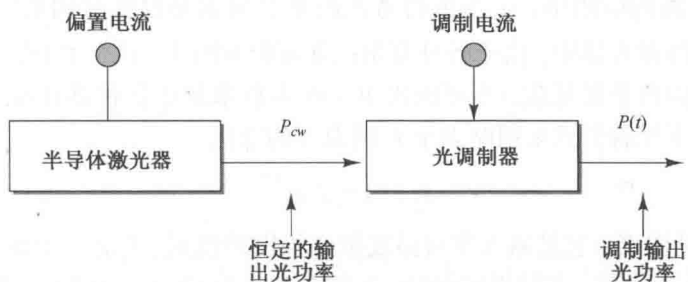 偏置电流
调制电流
P_cw
P(t)
半导体激光器
光调制器
恒定的输
出光功率
调制输出
光功率